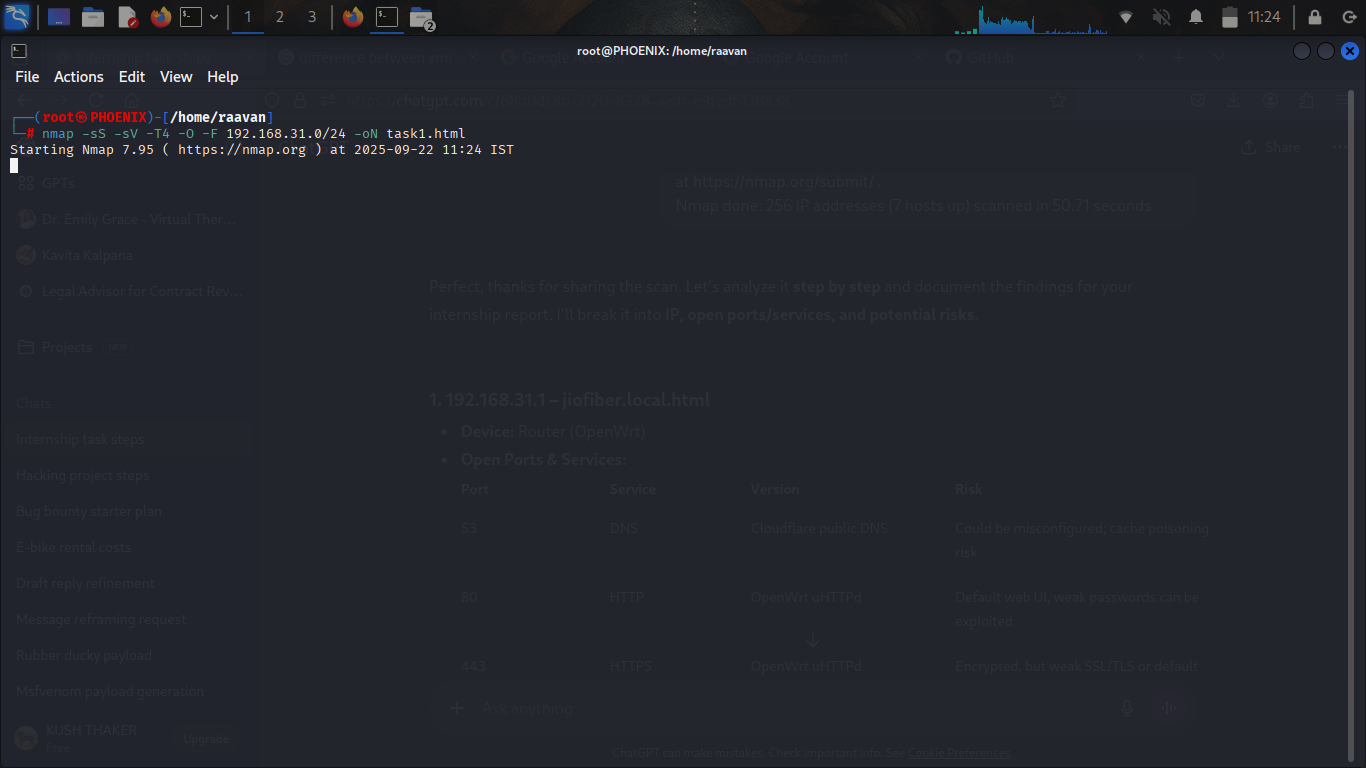 1 2 3
2
11:24
root@PHOENIX: /home/raavan
File Actions Edit View Help
┌──(root㉿PHOENIX)-[/home/raavan]
└─# nmap -sS -sV -T4 -O -F 192.168.31.0/24 -oN task1.html
Starting Nmap 7.95 ( https://nmap.org ) at 2025-09-22 11:24 IST
Share
GPTs
Dr. Emily Grace - Virtual Ther...
Kavita Kalpana
Legal Advisor for Contract Rev...
Projects NEW
Chats
Internship task steps
Hacking project steps
Bug bounty starter plan
E-bike rental costs
Draft reply refinement
Message reframing request
Rubber ducky payload
Msfvenom payload generation
KUSH THAKER
Free
Upgrade
at https://nmap.org/submit/ .
Nmap done: 256 IP addresses (7 hosts up) scanned in 50.71 seconds
Perfect, thanks for sharing the scan. Let's analyze it step by step and document the findings for your
internship report. I'll break it into IP, open ports/services, and potential risks.
1. 192.168.31.1 – jiofiber.local.html
• Device: Router (OpenWrt)
• Open Ports & Services:
Port Service Version Risk
53 DNS Cloudflare public DNS Could be misconfigured; cache poisoning
risk
80 HTTP OpenWrt uHTTPd Default web UI, weak passwords can be
exploited
443 HTTPS OpenWrt uHTTPd Encrypted, but weak SSL/TLS or default
Ask anything
ChatGPT can make mistakes. Check important info. See Cookie Preferences.